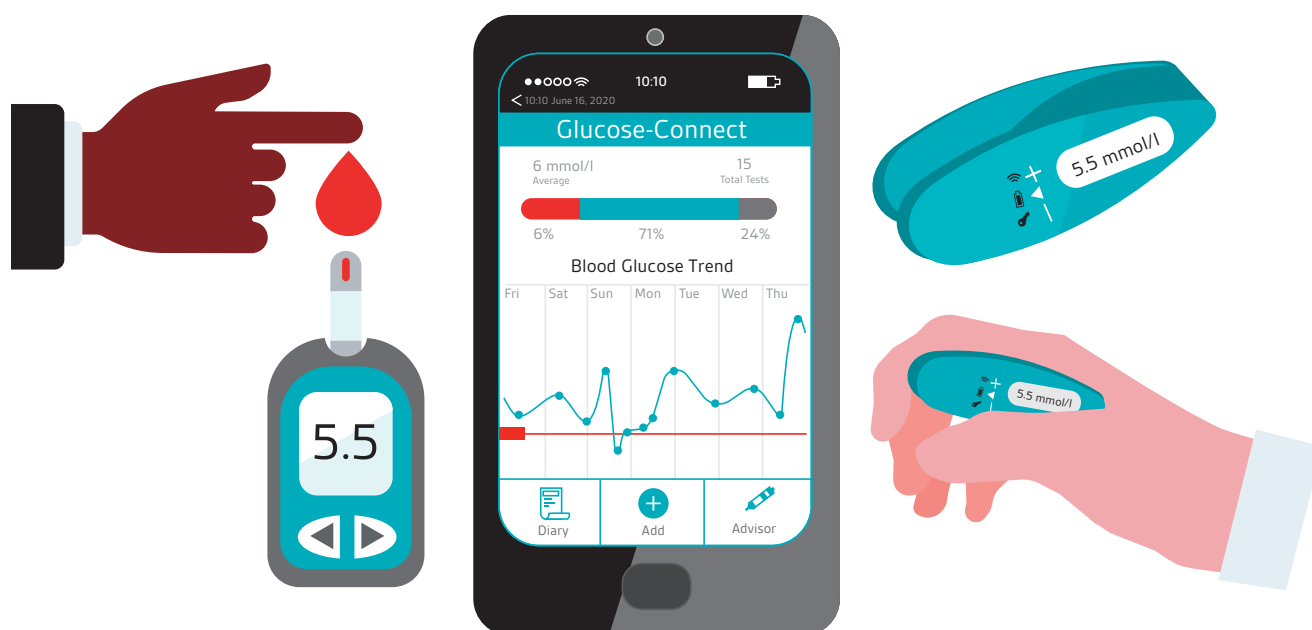 5.5
10:10
10:10 June 16, 2020
Glucose-Connect
6 mmol/l
Average
15
Total Tests
6% 71% 24%
Blood Glucose Trend
Fri Sat Sun Mon Tue Wed Thu
Diary Add Advisor
5.5 mmol/l
5.5 mmol/l